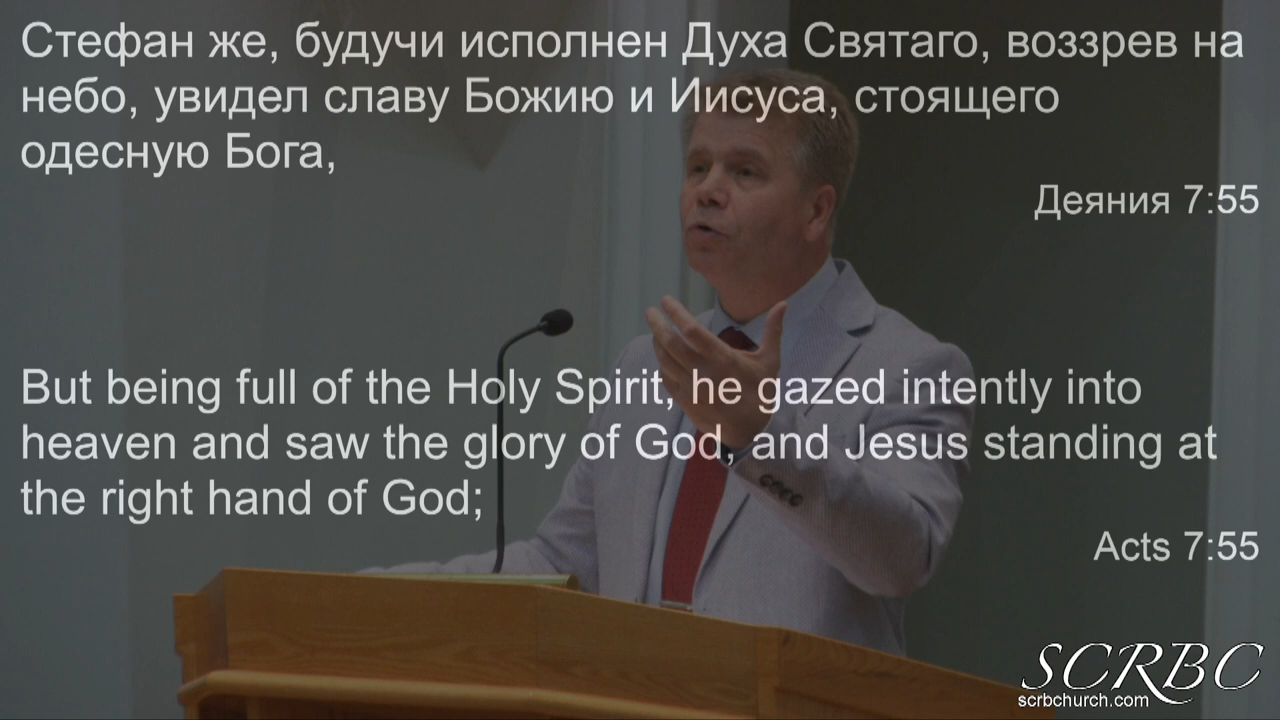 Стефан же, будучи исполнен Духа Святаго, воззрев на
небо, увидел славу Божию и Иисуса, стоящего
одесную Бога,
Деяния 7:55
But being full of the Holy Spirit, he gazed intently into
heaven and saw the glory of God, and Jesus standing at
the right hand of God;
Acts 7:55
SCRBC
scrbchurch.com